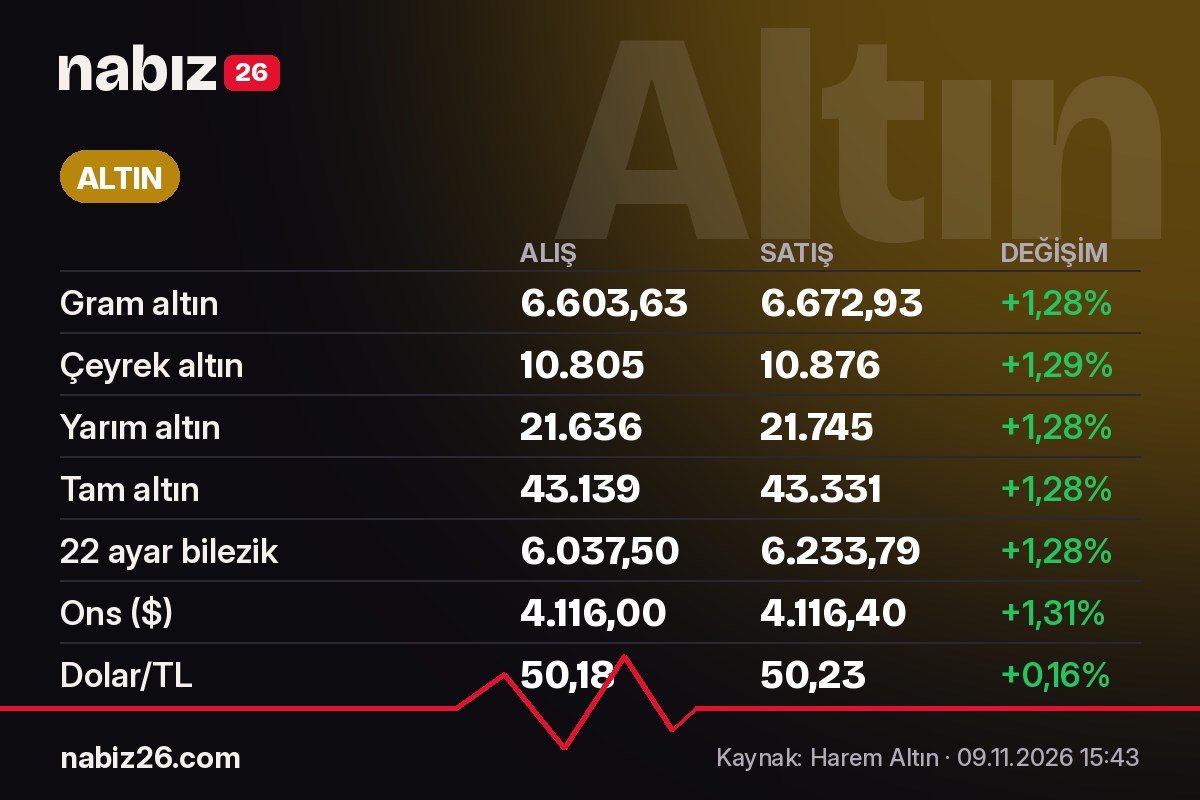 nabız 26
Altın
ALTIN
ALIŞ SATIŞ DEĞİŞİM
Gram altın 6.603,63 6.672,93 +1,28%
Çeyrek altın 10.805 10.876 +1,29%
Yarım altın 21.636 21.745 +1,28%
Tam altın 43.139 43.331 +1,28%
22 ayar bilezik 6.037,50 6.233,79 +1,28%
Ons ($) 4.116,00 4.116,40 +1,31%
Dolar/TL 50,18 50,23 +0,16%
nabiz26.com Kaynak: Harem Altın · 09.11.2026 15:43